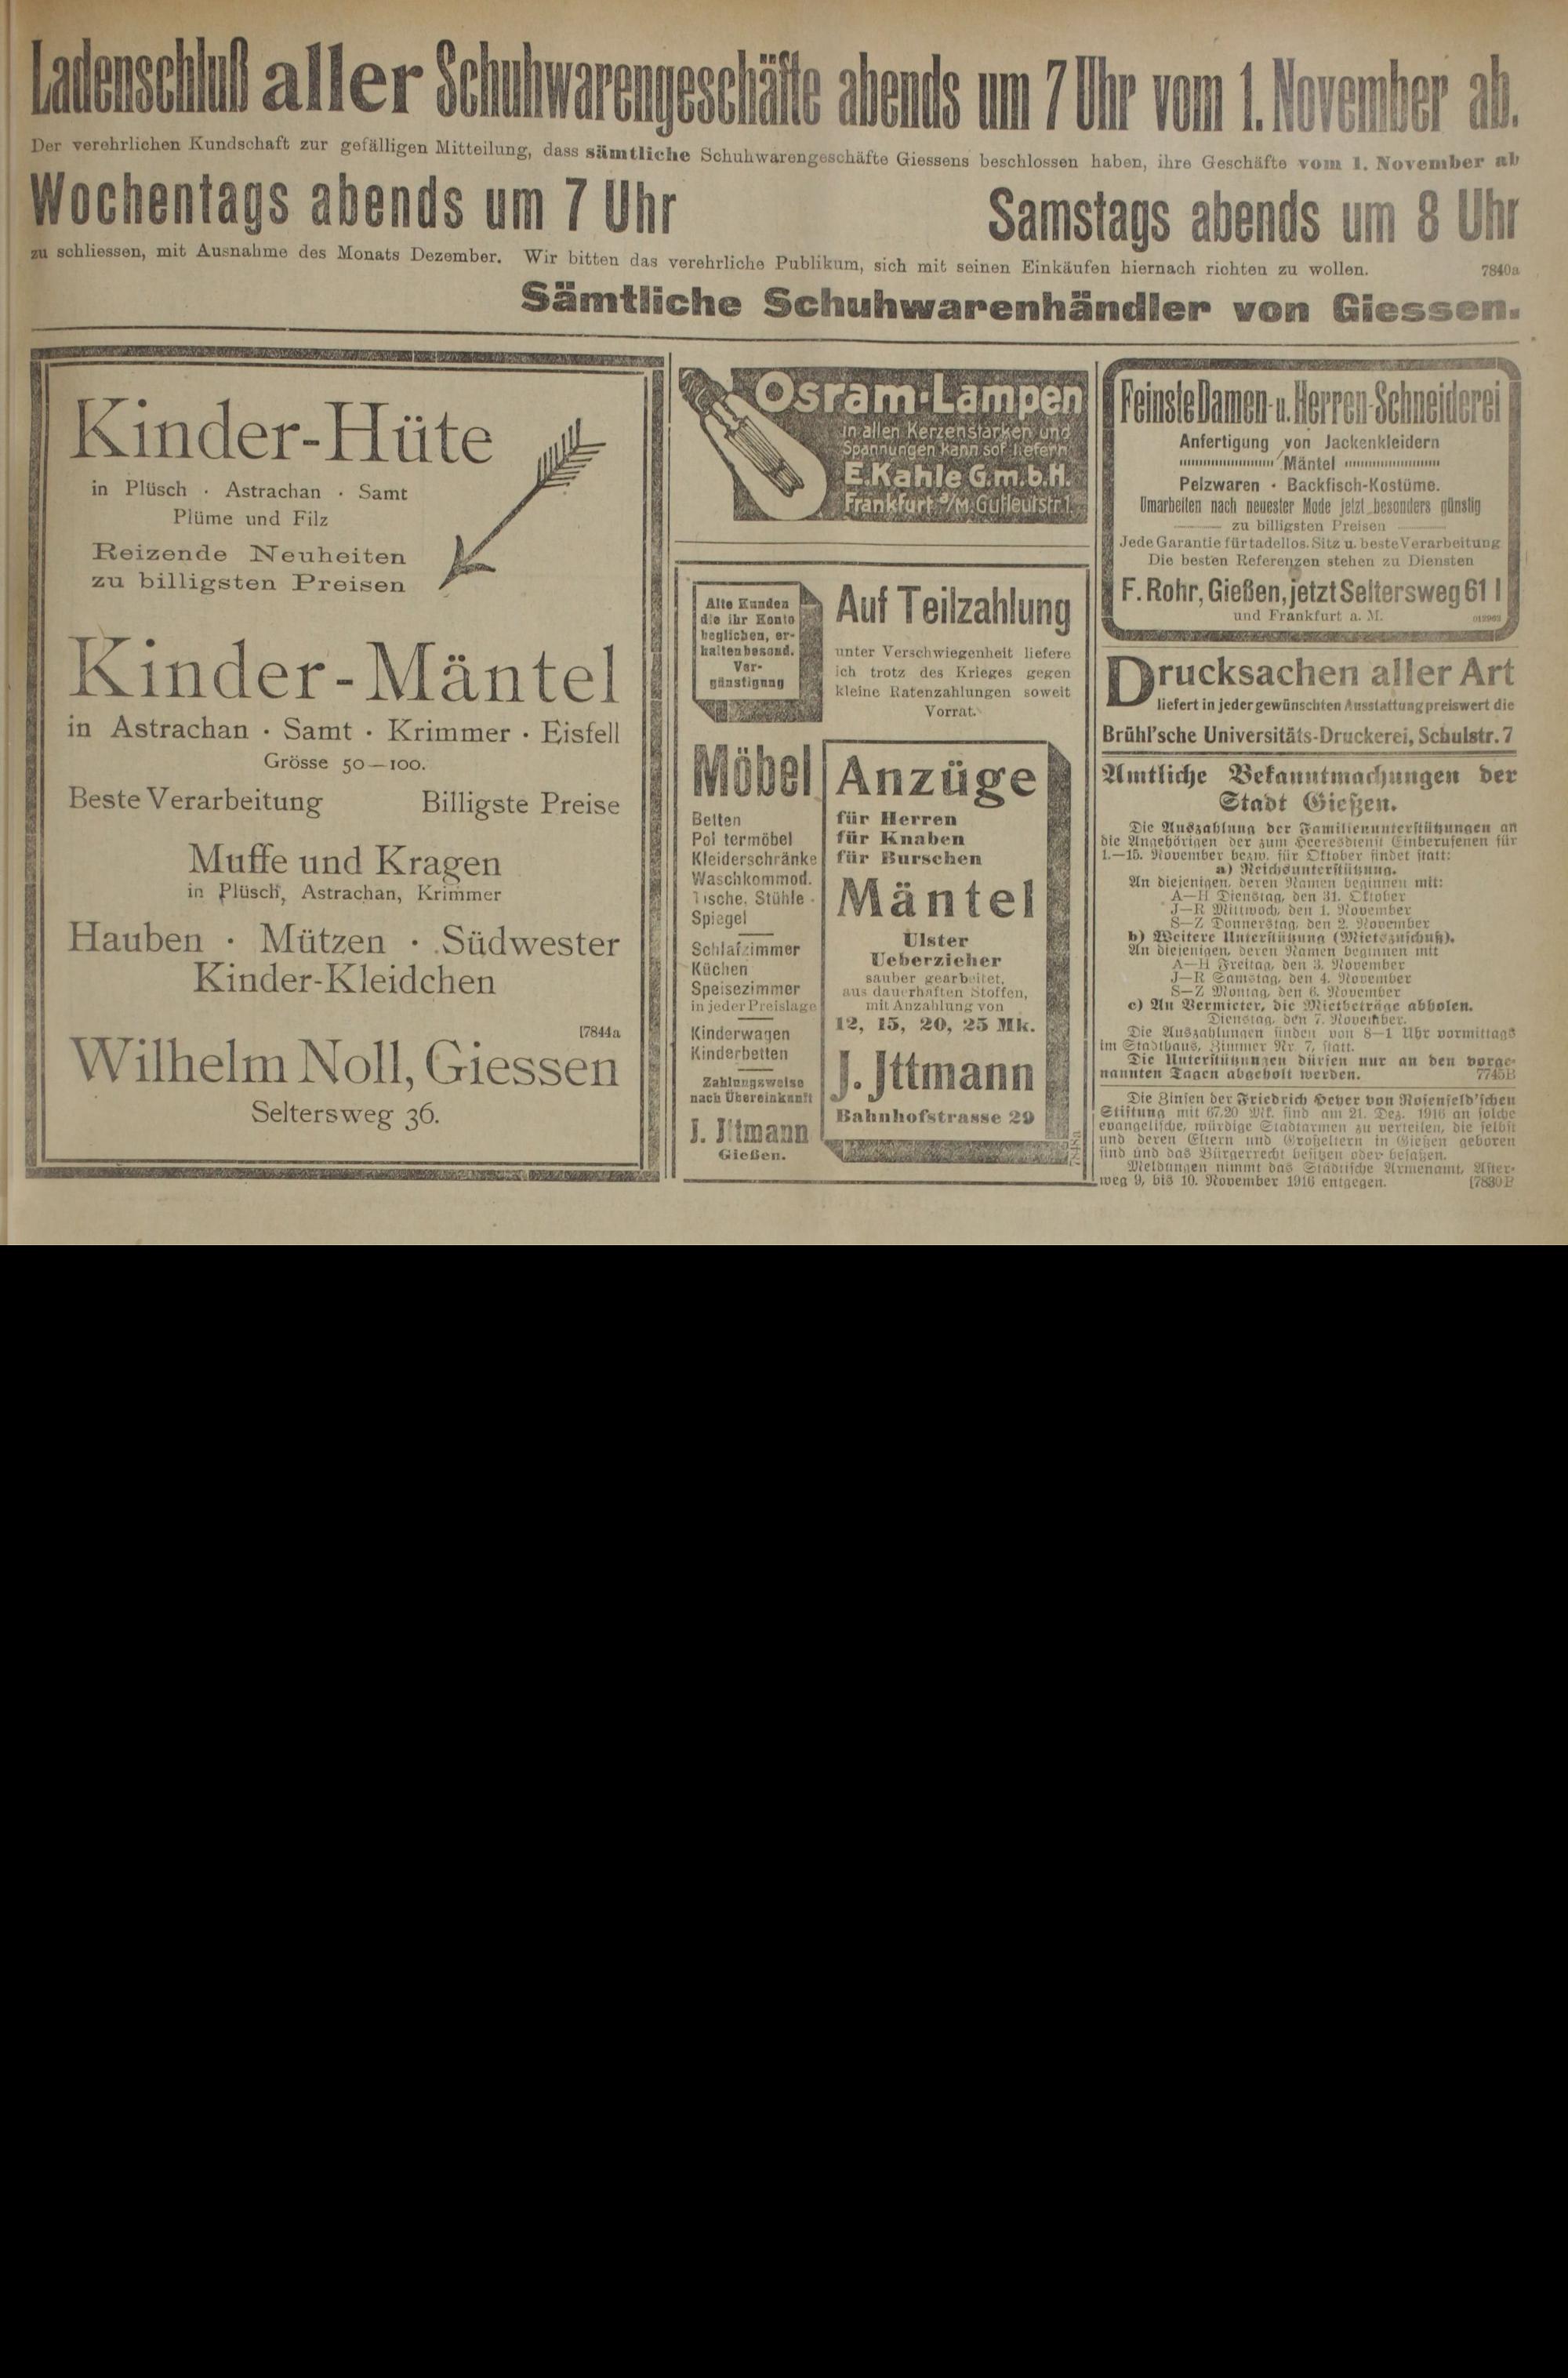 Ladenschluß aller Schuhwarengeschäfte abends um 7 Uhr vom 1. November ab.
Der verehrlichen Kundschaft zur gefälligen Mitteilung, dass sämtliche Schuhwarengeschäfte Giessens beschlossen haben, ihre Geschäfte vom 1. November ab
Wochentags abends um 7 Uhr Samstags abends um 8 Uhr
zu schliessen, mit Ausnahme des Monats Dezember. Wir bitten das verehrliche Publikum, sich mit seinen Einkäufen hiernach richten zu wollen. 7840a
Sämtliche Schuhwarenhändler von Giessen.
Kinder-Hüte
in Plüsch · Astrachan · Samt
Plüme und Filz
Reizende Neuheiten
zu billigsten Preisen
Kinder-Mäntel
in Astrachan · Samt · Krimmer · Eisfell
Grösse 50—100.
Beste Verarbeitung Billigste Preise
Muffe und Kragen
in Plüsch, Astrachan, Krimmer
Hauben · Mützen · Südwester
Kinder-Kleidchen
[7844a
Wilhelm Noll, Giessen
Seltersweg 36.
Osram-Lampen
in allen Kerzenstärken und
Spannungen kann sof. liefern
E. Kahle G.m.b.H.
Frankfurt a/M. Gutleutstr. 1.
Alte Kunden
die ihr Konto
beglichen, er-
halten besond.
Ver-
günstigung
Auf Teilzahlung
unter Verschwiegenheit liefere
ich trotz des Krieges gegen
kleine Ratenzahlungen soweit
Vorrat.
Möbel
Betten
Pol termöbel
Kleiderschränke
Waschkommod.
Tische, Stühle
Spiegel
Schlafzimmer
Küchen
Speisezimmer
in jeder Preislage
Kinderwagen
Kinderbetten
Zahlungsweise
nach Übereinkunft
J. Ittmann
Gießen.
Anzüge
für Herren
für Knaben
für Burschen
Mäntel
Ulster
Ueberzieher
sauber gearbeitet,
aus dauerhaften Stoffen,
mit Anzahlung von
12, 15, 20, 25 Mk.
J. Ittmann
Bahnhofstrasse 29
Feinste Damen- u. Herren-Schneiderei
Anfertigung von Jackenkleidern
Mäntel
Pelzwaren · Backfisch-Kostüme.
Umarbeiten nach neuester Mode jetzt besonders günstig
zu billigsten Preisen
Jede Garantie für tadellos. Sitz u. beste Verarbeitung
Die besten Referenzen stehen zu Diensten
F. Rohr, Gießen, jetzt Seltersweg 61 I
und Frankfurt a. M.
Drucksachen aller Art
liefert in jeder gewünschten Ausstattung preiswert die
Brühl'sche Universitäts-Druckerei, Schulstr. 7
Amtliche Bekanntmachungen der
Stadt Gießen.
Die Auszahlung der Familienunterstützungen an
die Angehörigen der zum Heeresdienst Einberufenen für
1.—15. November bezw. für Oktober findet statt:
a) Reichsunterstützung.
An diejenigen, deren Namen beginnen mit:
A—H Dienstag, den 31. Oktober
J—R Mittwoch, den 1. November
S—Z Donnerstag, den 2. November
b) Weitere Unterstützung (Mietszuschuß).
An diejenigen, deren Namen beginnen mit
A—H Freitag, den 3. November
J—R Samstag, den 4. November
S—Z Montag, den 6. November
c) An Vermieter, die Mietbeträge abholen.
Dienstag, den 7. November.
Die Auszahlungen finden von 8—1 Uhr vormittags
im Stadthaus, Zimmer Nr. 7, statt.
Die Unterstützungen dürfen nur an den vorge-
nannten Tagen abgeholt werden. 7745B
Die Zinsen der Friedrich Heyer von Rosenfeld'schen
Stiftung mit 67.20 Mk. sind am 21. Dez. 1916 an solche
evangelische, würdige Stadtarmen zu verteilen, die selbst
und deren Eltern und Großeltern in Gießen geboren
sind und das Bürgerrecht besitzen oder besaßen.
Meldungen nimmt das Städtische Armenamt, Aster-
weg 9, bis 10. November 1916 entgegen. [7830B